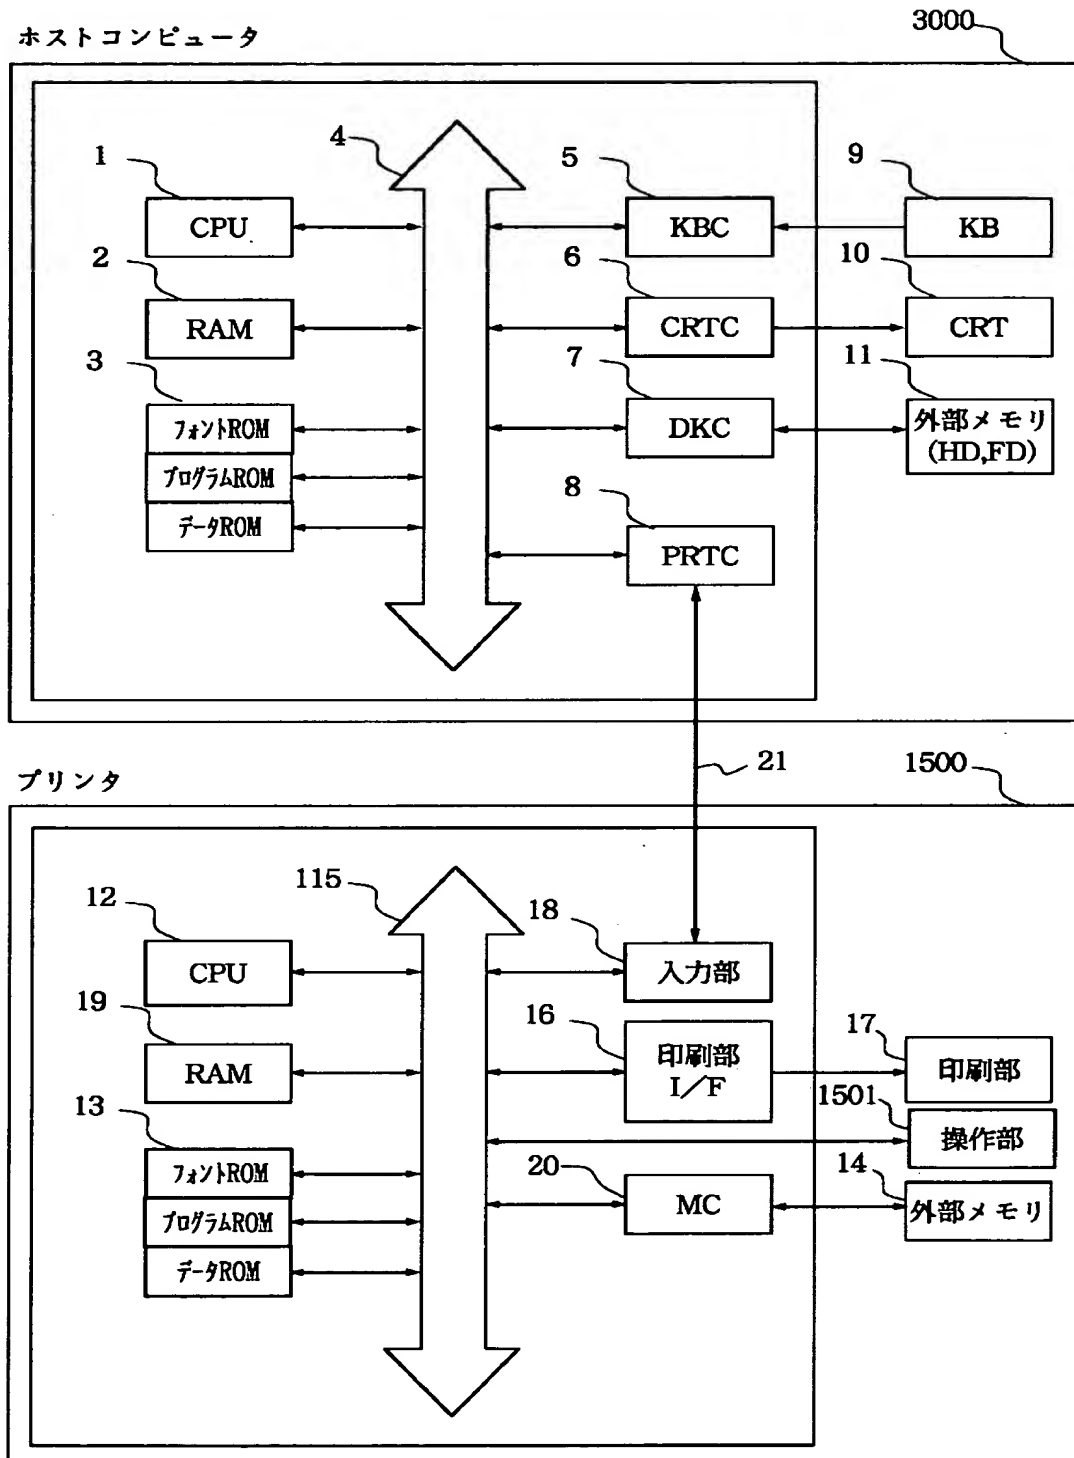 ホストコンピュータ
3000
4
1
5
9
CPU
KBC
KB
2
6
10
RAM
CRTC
CRT
3
7
11
フォントROM
DKC
外部メモリ
(HD,FD)
プログラムROM
8
データROM
PRTC
21
プリンタ
1500
115
12
18
CPU
入力部
19
16
17
RAM
印刷部
I/F
印刷部
1501
13
操作部
フォントROM
20
14
プログラムROM
MC
外部メモリ
データROM